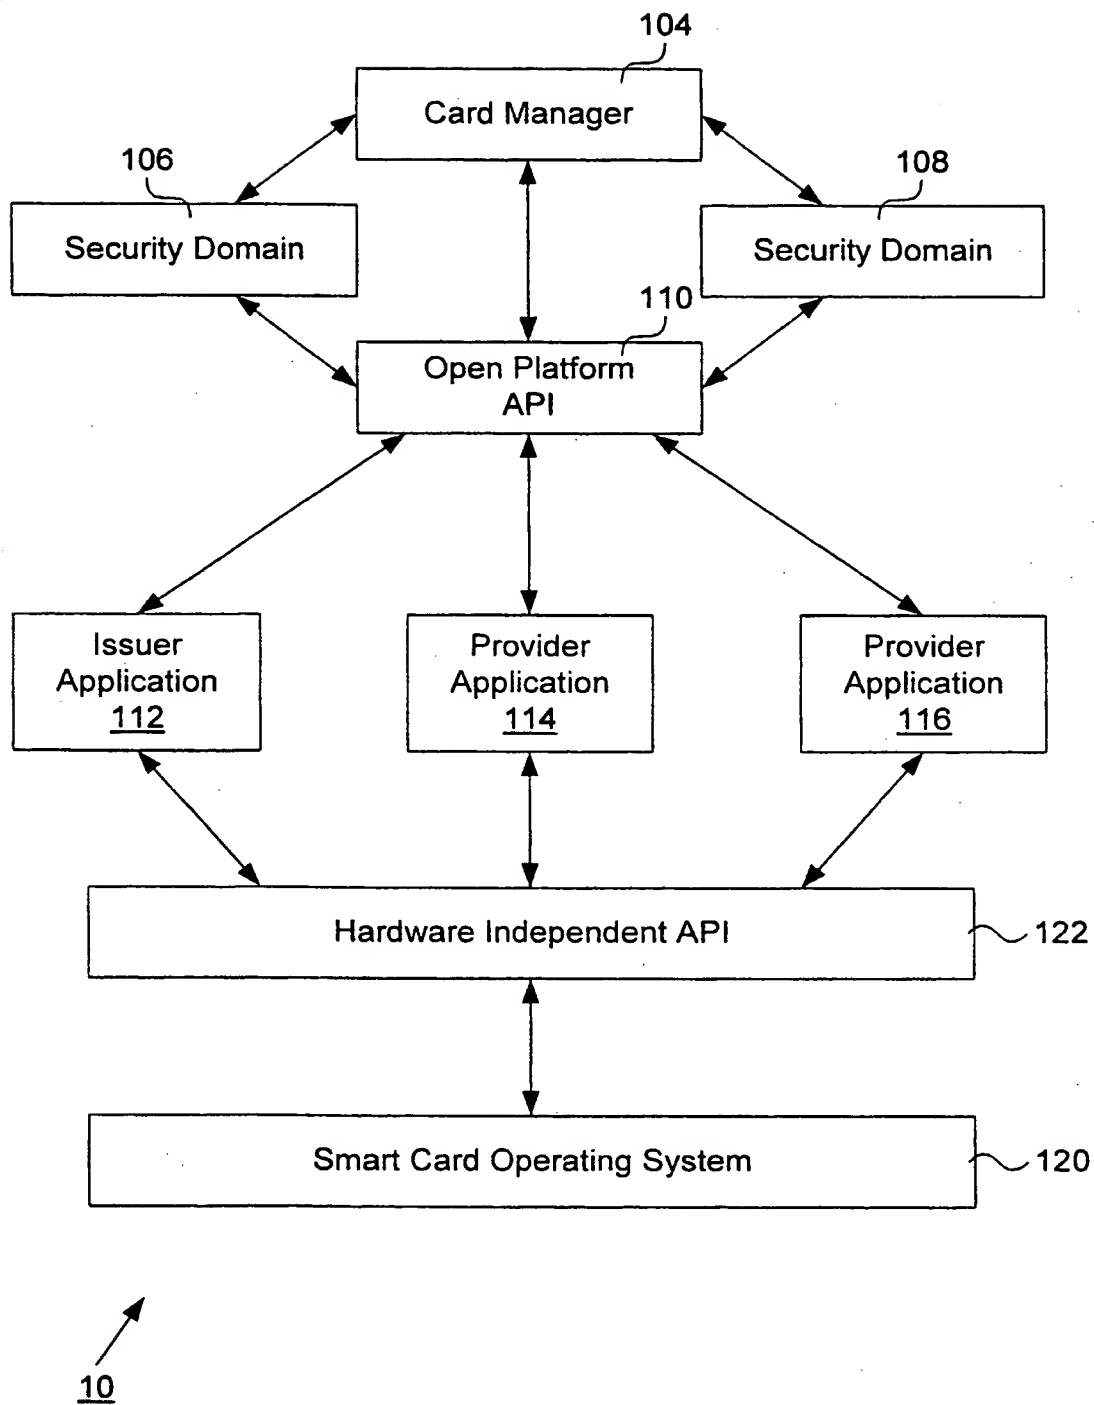 104
Card Manager
106
108
Security Domain
Security Domain
110
Open Platform
API
Issuer
Application
112
Provider
Application
114
Provider
Application
116
Hardware Independent API
122
Smart Card Operating System
120
10